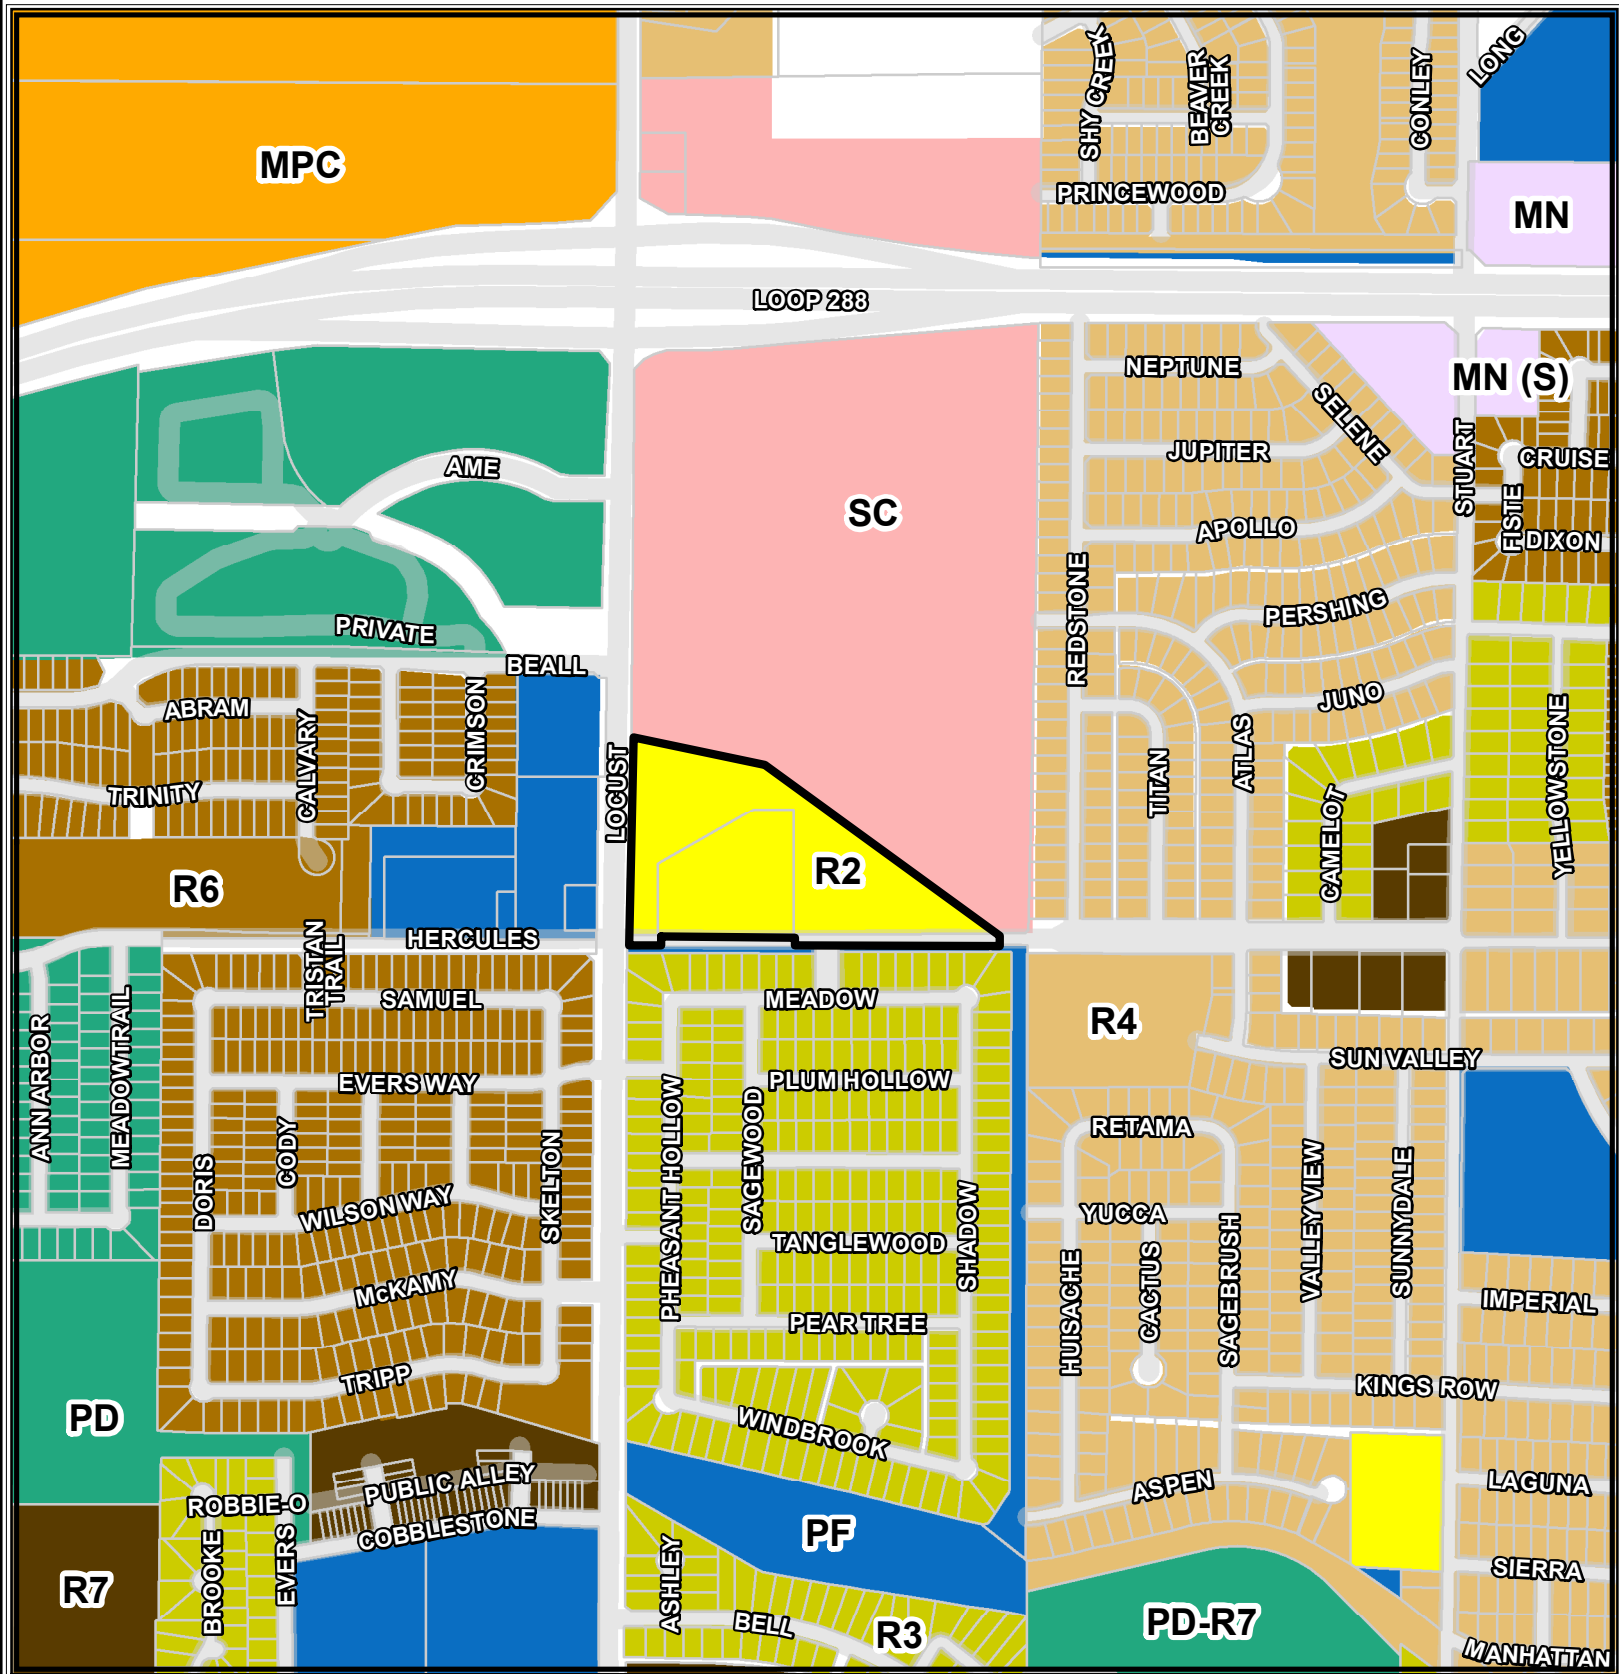 LONG
SHY CREEK
BEAVER
CREEK
CONLEY
MPC
PRINCEWOOD
MN
LOOP 288
NEPTUNE
MN (S)
SELENE
JUPITER
STUART
CRUISE
AME
SC
APOLLO
FISTE
DIXON
REDSTONE
PERSHING
PRIVATE
BEALL
ABRAM
CALVARY
CRIMSON
JUNO
YELLOWSTONE
LOCUST
TITAN
ATLAS
TRINITY
CAMELOT
R2
R6
HERCULES
TRISTAN
TRAIL
SAMUEL
MEADOW
R4
ANN ARBOR
MEADOWTRAIL
SUN VALLEY
EVERS WAY
PLUM HOLLOW
CODY
PHEASANT HOLLOW
SAGEWOOD
RETAMA
DORIS
SKELTON
WILSON WAY
VALLEY VIEW
SUNNYDALE
YUCCA
SHADOW
TANGLEWOOD
SAGEBRUSH
CACTUS
HUISACHE
McKAMY
IMPERIAL
PEAR TREE
TRIPP
KINGS ROW
PD
WINDBROOK
PUBLIC ALLEY
ASPEN
LAGUNA
ROBBIE-O
COBBLESTONE
PF
BROOKE
EVERS
ASHLEY
SIERRA
R7
BELL
R3
PD-R7
MANHATTAN